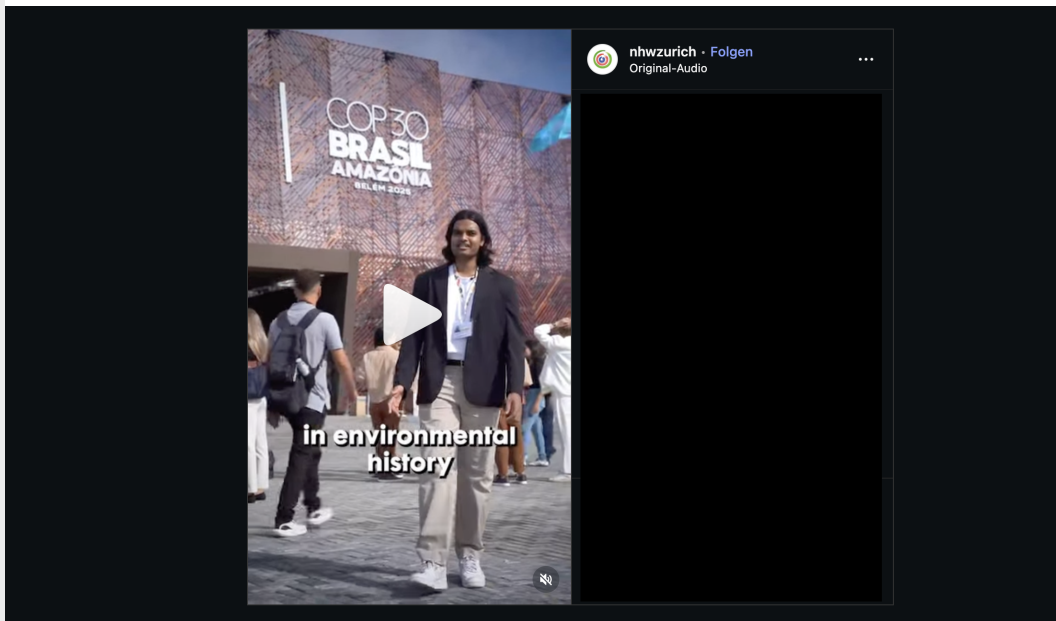 COP30
BRASIL
AMAZÔNIA
BELÉM 2025
in environmental
history
nhwzurich • Folgen
Original-Audio